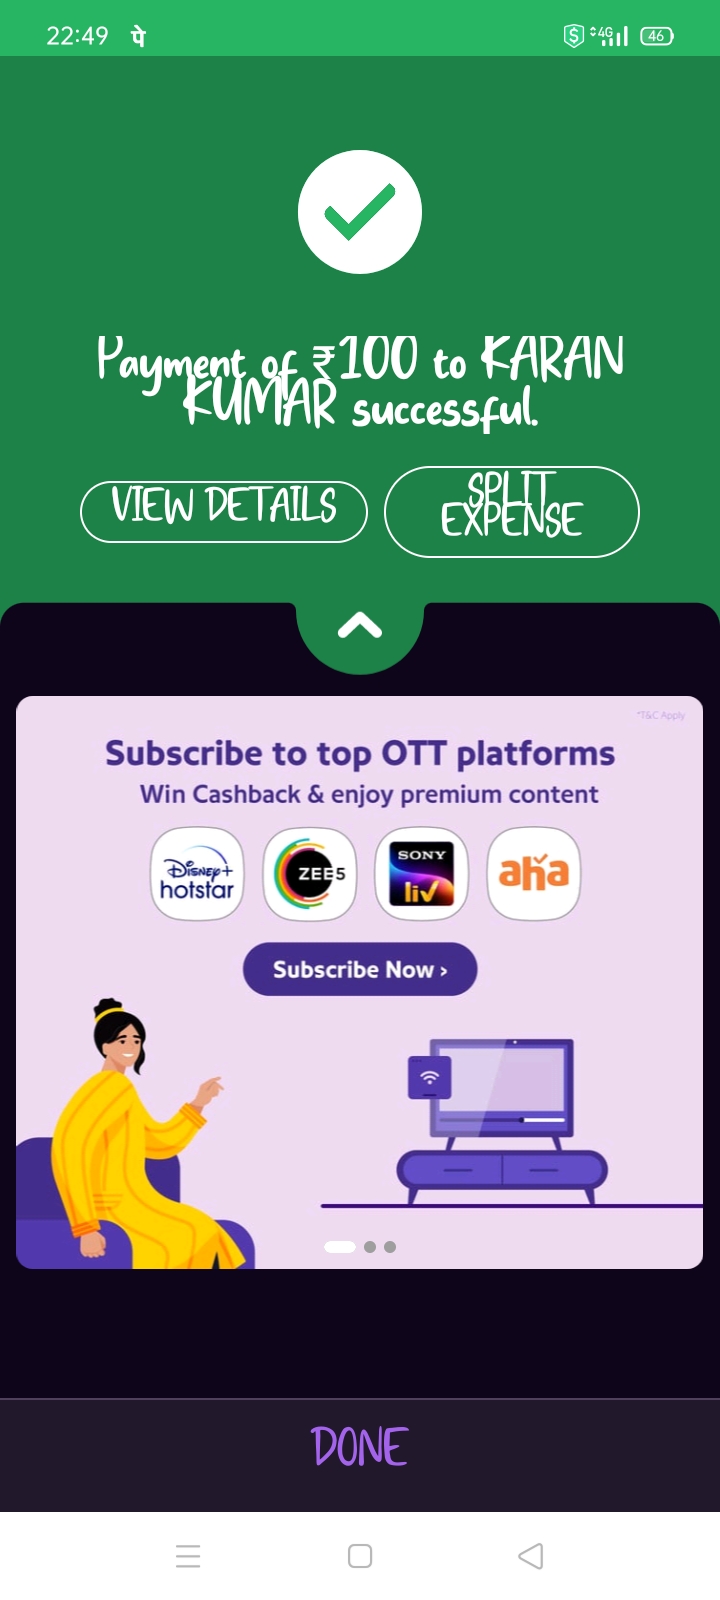 22:49 पे 4G 46
Payment of ₹100 to KARAN
KUMAR successful.
VIEW DETAILS
SPLIT
EXPENSE
*T&C Apply
Subscribe to top OTT platforms
Win Cashback & enjoy premium content
Disney+
hotstar
ZEE5
SONY
liv
aha
Subscribe Now ›
DONE